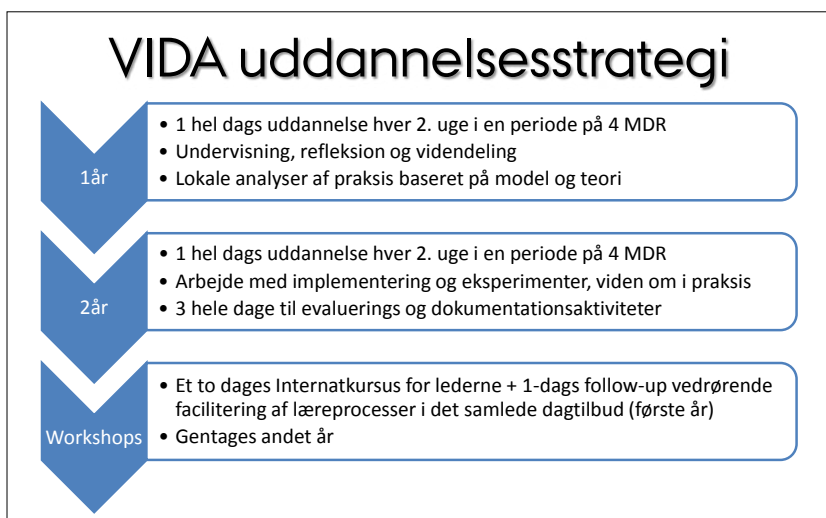 VIDA uddannelsesstrategi
1år
• 1 hel dags uddannelse hver 2. uge i en periode på 4 MDR
• Undervisning, refleksion og videndeling
• Lokale analyser af praksis baseret på model og teori
2år
• 1 hel dags uddannelse hver 2. uge i en periode på 4 MDR
• Arbejde med implementering og eksperimenter, viden om i praksis
• 3 hele dage til evaluerings og dokumentationsaktiviteter
Workshops
• Et to dages Internatkursus for lederne + 1-dags follow-up vedrørende
facilitering af læreprocesser i det samlede dagtilbud (første år)
• Gentages andet år